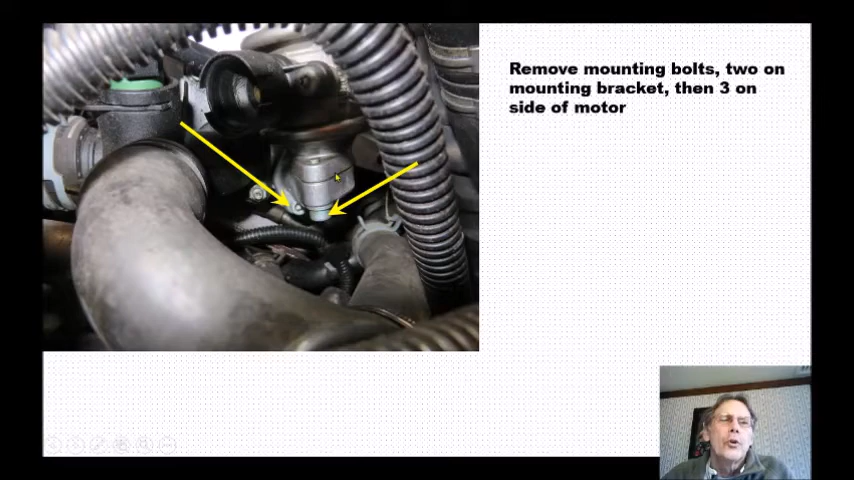 Remove mounting bolts, two on
mounting bracket, then 3 on
side of motor